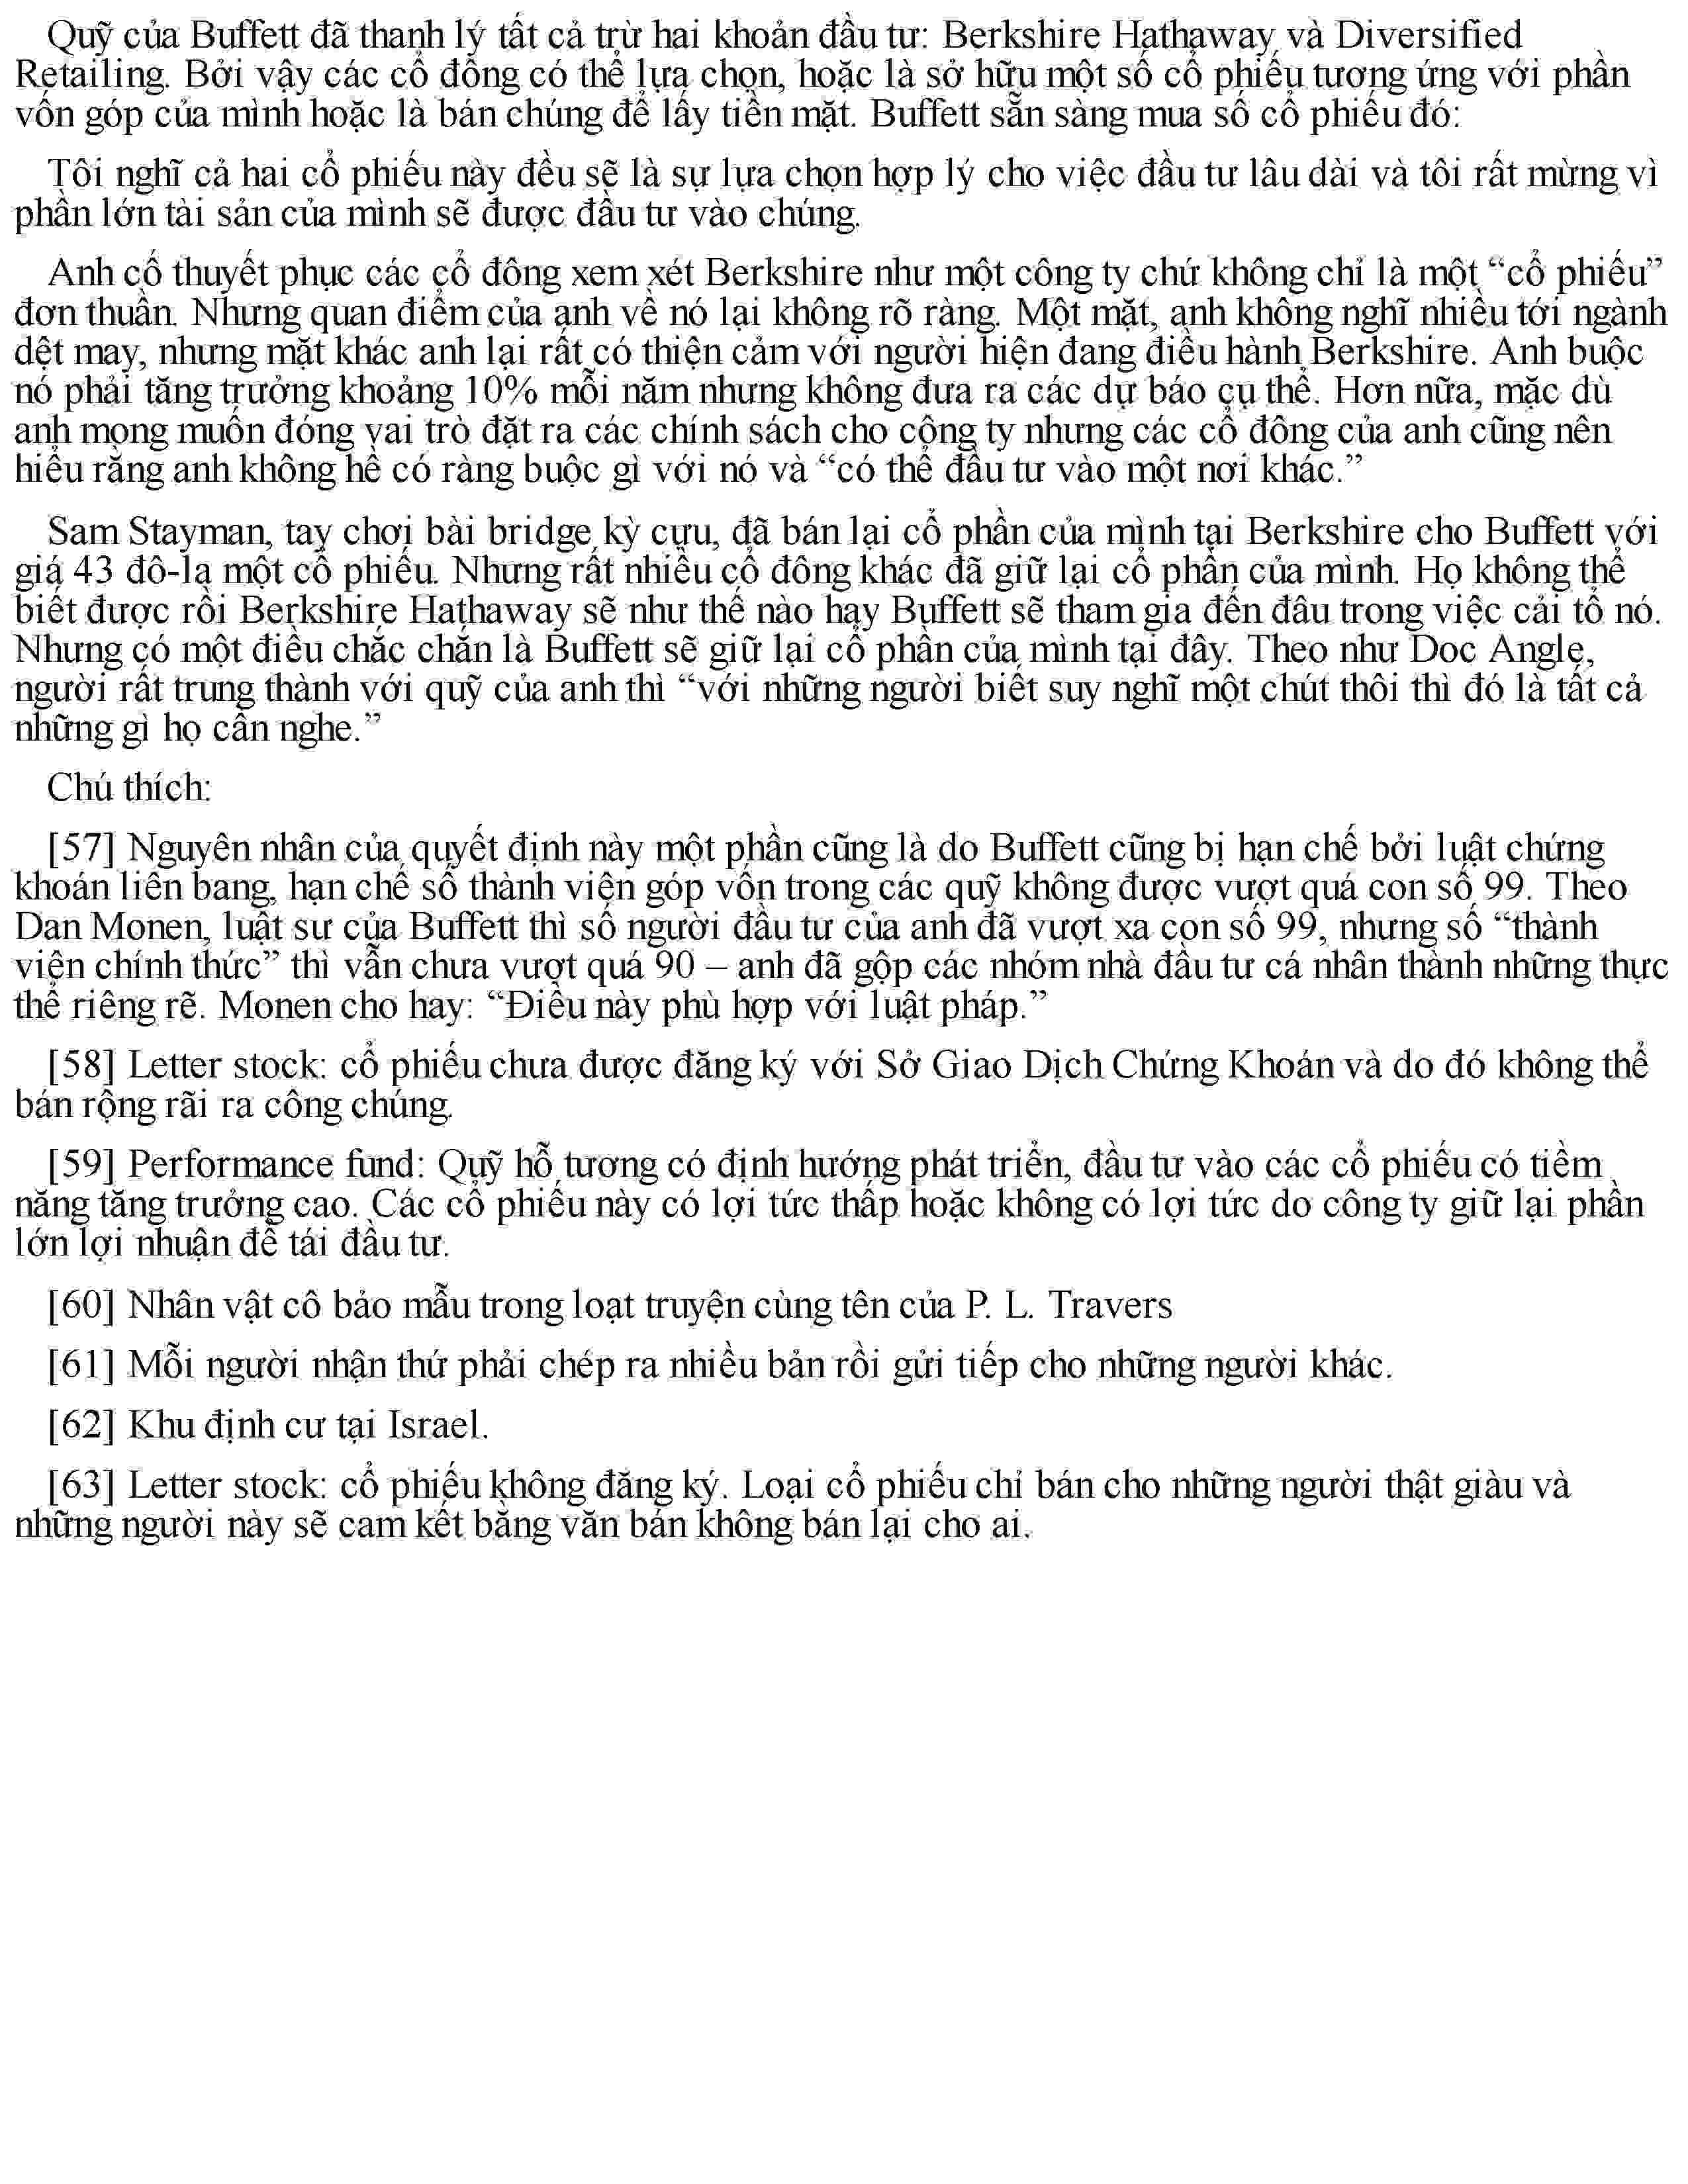 Quỹ của Buffett đã thanh lý tất cả trừ hai khoản đầu tư: Berkshire Hathaway và Diversified
Retailing. Bởi vậy các cổ đông có thể lựa chọn, hoặc là sở hữu một số cổ phiếu tương ứng với phần
vốn góp của mình hoặc là bán chúng để lấy tiền mặt. Buffett sẵn sàng mua số cổ phiếu đó:
Tôi nghĩ cả hai cổ phiếu này đều sẽ là sự lựa chọn hợp lý cho việc đầu tư lâu dài và tôi rất mừng vì
phần lớn tài sản của mình sẽ được đầu tư vào chúng.
Anh cố thuyết phục các cổ đông xem xét Berkshire như một công ty chứ không chỉ là một “cổ phiếu”
đơn thuần. Nhưng quan điểm của anh về nó lại không rõ ràng. Một mặt, anh không nghĩ nhiều tới ngành
dệt may, nhưng mặt khác anh lại rất có thiện cảm với người hiện đang điều hành Berkshire. Anh buộc
nó phải tăng trưởng khoảng 10% mỗi năm nhưng không đưa ra các dự báo cụ thể. Hơn nữa, mặc dù
anh mong muốn đóng vai trò đặt ra các chính sách cho công ty nhưng các cổ đông của anh cũng nên
hiểu rằng anh không hề có ràng buộc gì với nó và “có thể đầu tư vào một nơi khác.”
Sam Stayman, tay chơi bài bridge kỳ cựu, đã bán lại cổ phần của mình tại Berkshire cho Buffett với
giá 43 đô-la một cổ phiếu. Nhưng rất nhiều cổ đông khác đã giữ lại cổ phần của mình. Họ không thể
biết được rồi Berkshire Hathaway sẽ như thế nào hay Buffett sẽ tham gia đến đâu trong việc cải tổ nó.
Nhưng có một điều chắc chắn là Buffett sẽ giữ lại cổ phần của mình tại đây. Theo như Doc Angle,
người rất trung thành với quỹ của anh thì “với những người biết suy nghĩ một chút thôi thì đó là tất cả
những gì họ cần nghe.”
Chú thích:
[57] Nguyên nhân của quyết định này một phần cũng là do Buffett cũng bị hạn chế bởi luật chứng
khoán liên bang, hạn chế số thành viên góp vốn trong các quỹ không được vượt quá con số 99. Theo
Dan Monen, luật sư của Buffett thì số người đầu tư của anh đã vượt xa con số 99, nhưng số “thành
viên chính thức” thì vẫn chưa vượt quá 90 – anh đã gộp các nhóm nhà đầu tư cá nhân thành những thực
thể riêng rẽ. Monen cho hay: “Điều này phù hợp với luật pháp.”
[58] Letter stock: cổ phiếu chưa được đăng ký với Sở Giao Dịch Chứng Khoán và do đó không thể
bán rộng rãi ra công chúng.
[59] Performance fund: Quỹ hỗ tương có định hướng phát triển, đầu tư vào các cổ phiếu có tiềm
năng tăng trưởng cao. Các cổ phiếu này có lợi tức thấp hoặc không có lợi tức do công ty giữ lại phần
lớn lợi nhuận để tái đầu tư.
[60] Nhân vật cô bảo mẫu trong loạt truyện cùng tên của P. L. Travers
[61] Mỗi người nhận thứ phải chép ra nhiều bản rồi gửi tiếp cho những người khác.
[62] Khu định cư tại Israel.
[63] Letter stock: cổ phiếu không đăng ký. Loại cổ phiếu chỉ bán cho những người thật giàu và
những người này sẽ cam kết bằng văn bản không bán lại cho ai.